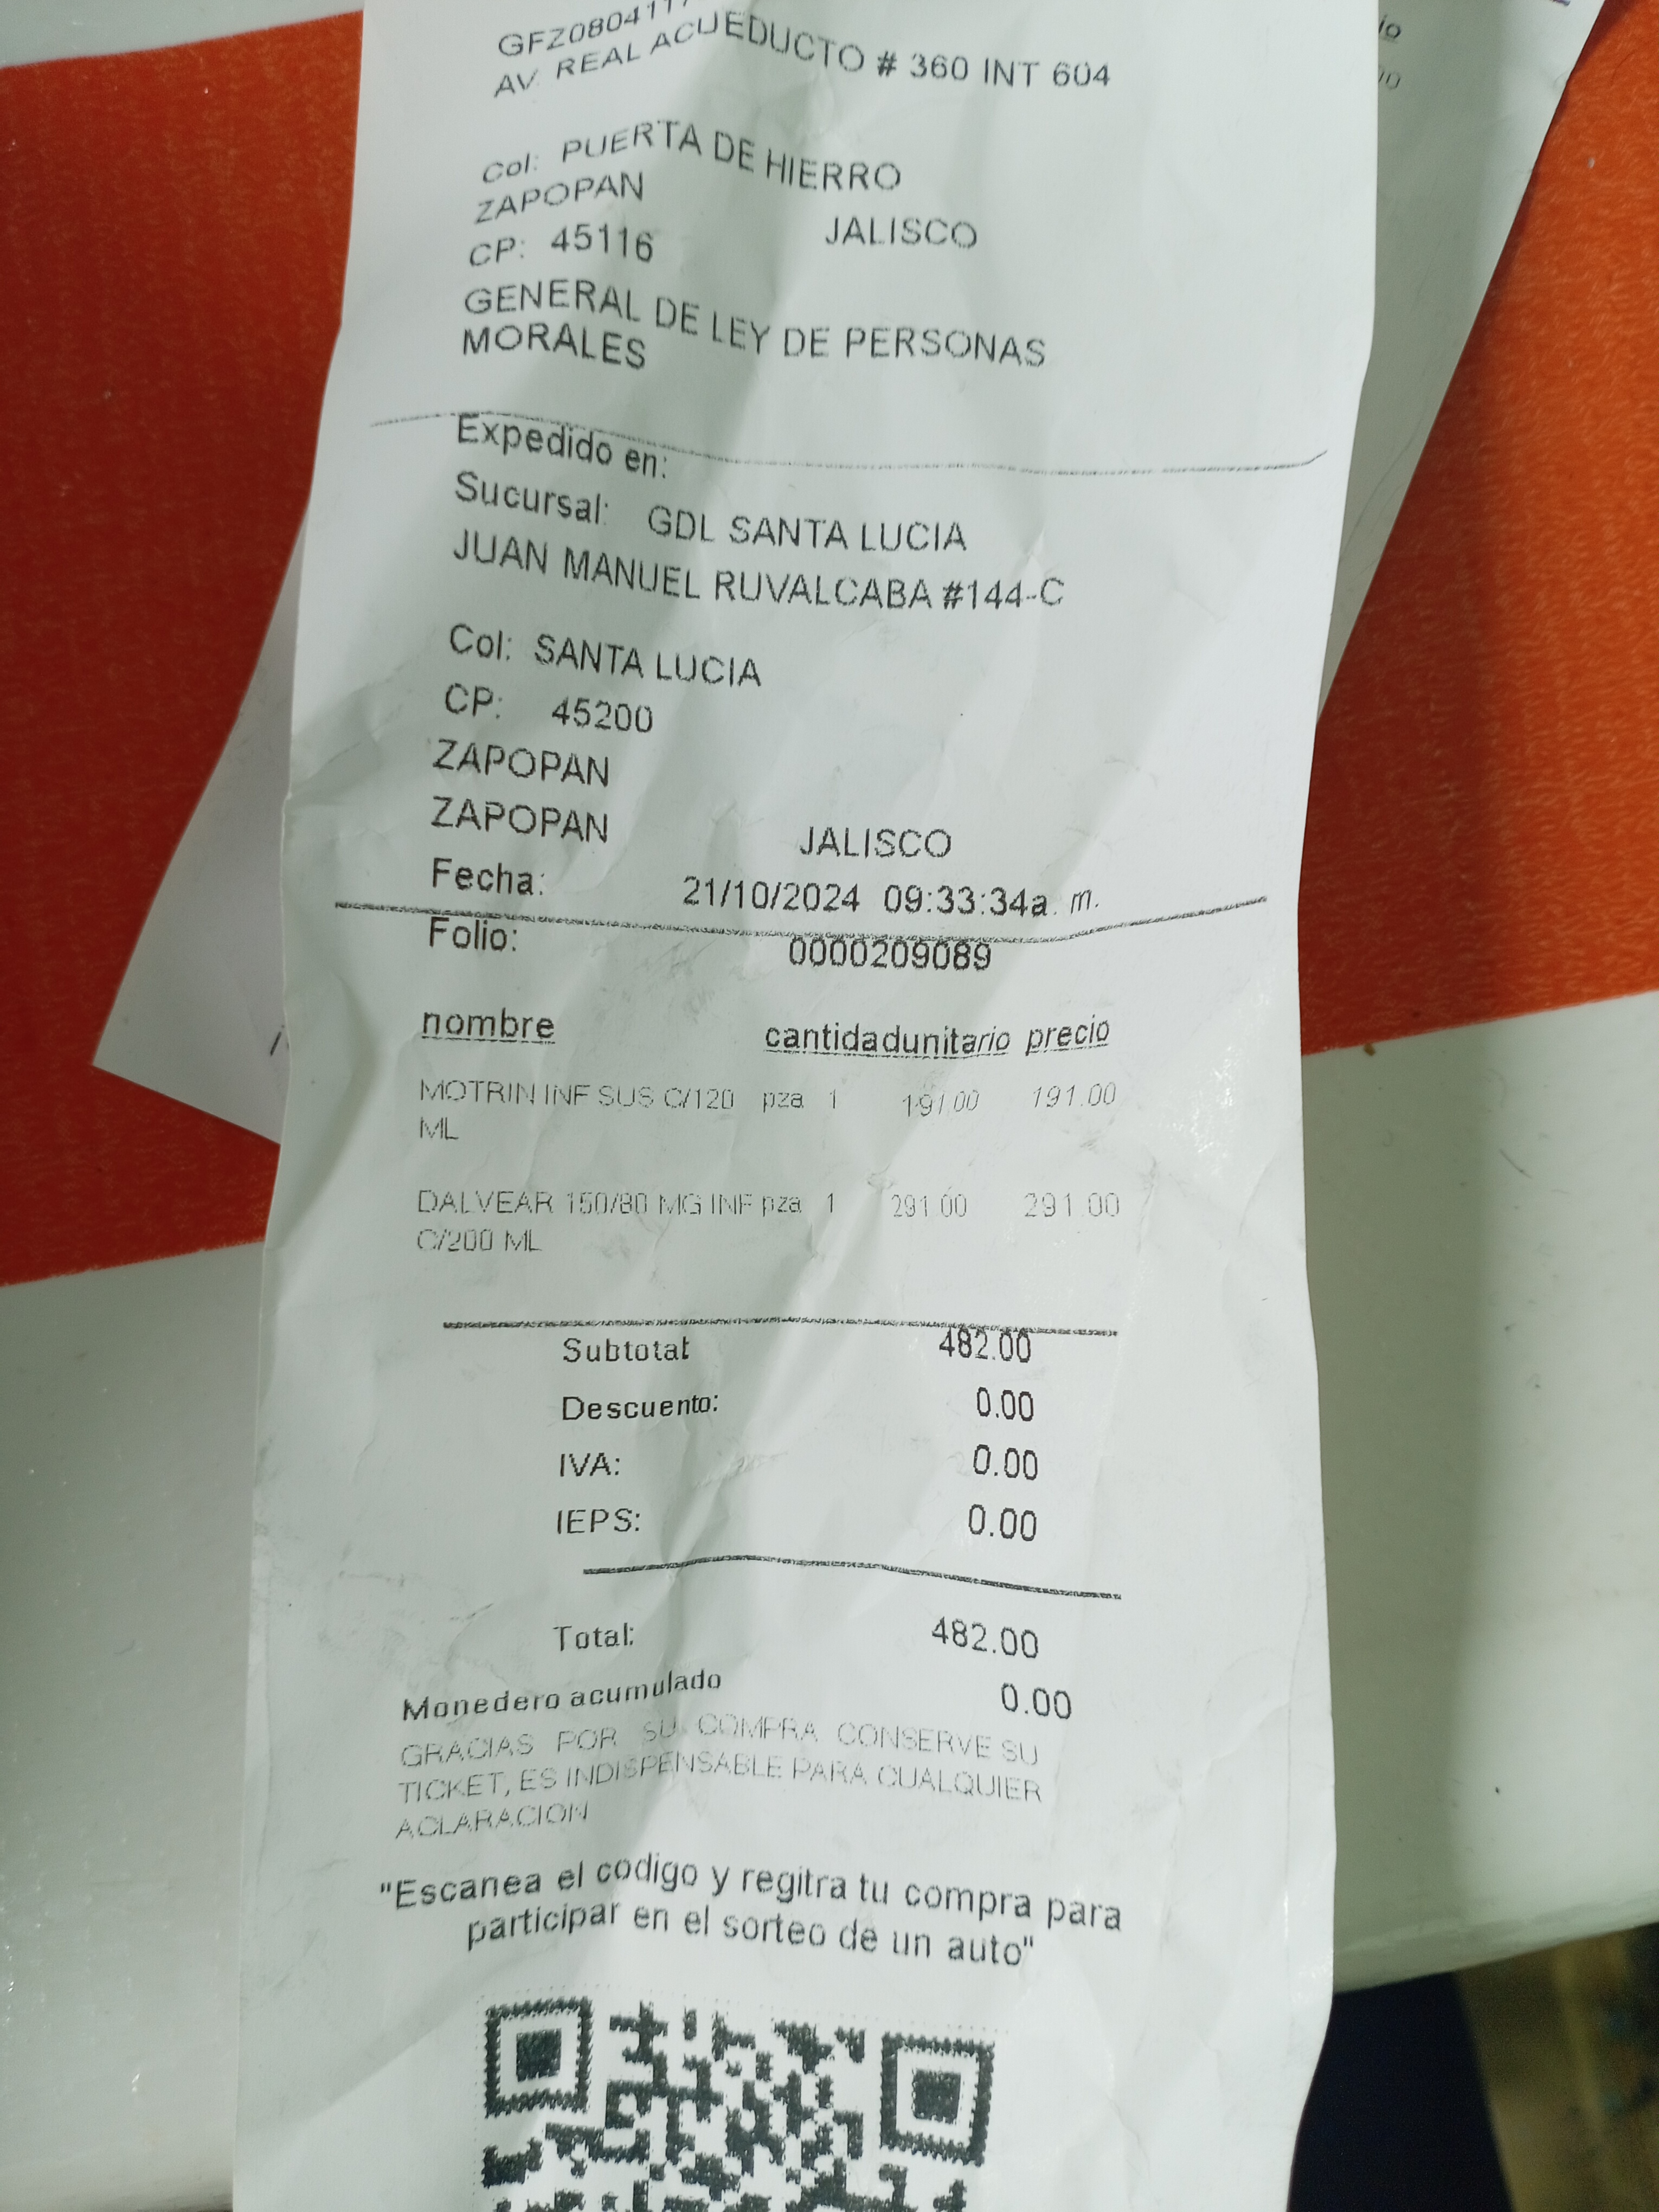 GFZ080411
AV. REAL ACUEDUCTO # 360 INT 604
Col: PUERTA DE HIERRO
ZAPOPAN
CP: 45116 JALISCO
GENERAL DE LEY DE PERSONAS
MORALES
Expedido en:
Sucursal: GDL SANTA LUCIA
JUAN MANUEL RUVALCABA #144-C
Col: SANTA LUCIA
CP: 45200
ZAPOPAN
ZAPOPAN JALISCO
Fecha: 21/10/2024 09:33:34a. m.
Folio: 0000209089
nombre cantidadunitario precio
MOTRIN INF SUS C/120 pza 1 191.00 191.00
ML
DALVEAR 150/80 MG INF pza 1 291.00 291.00
C/200 ML
Subtotal: 482.00
Descuento: 0.00
IVA: 0.00
IEPS: 0.00
Total: 482.00
Monedero acumulado 0.00
GRACIAS POR SU COMPRA CONSERVE SU
TICKET, ES INDISPENSABLE PARA CUALQUIER
ACLARACION
"Escanea el codigo y regitra tu compra para
participar en el sorteo de un auto"